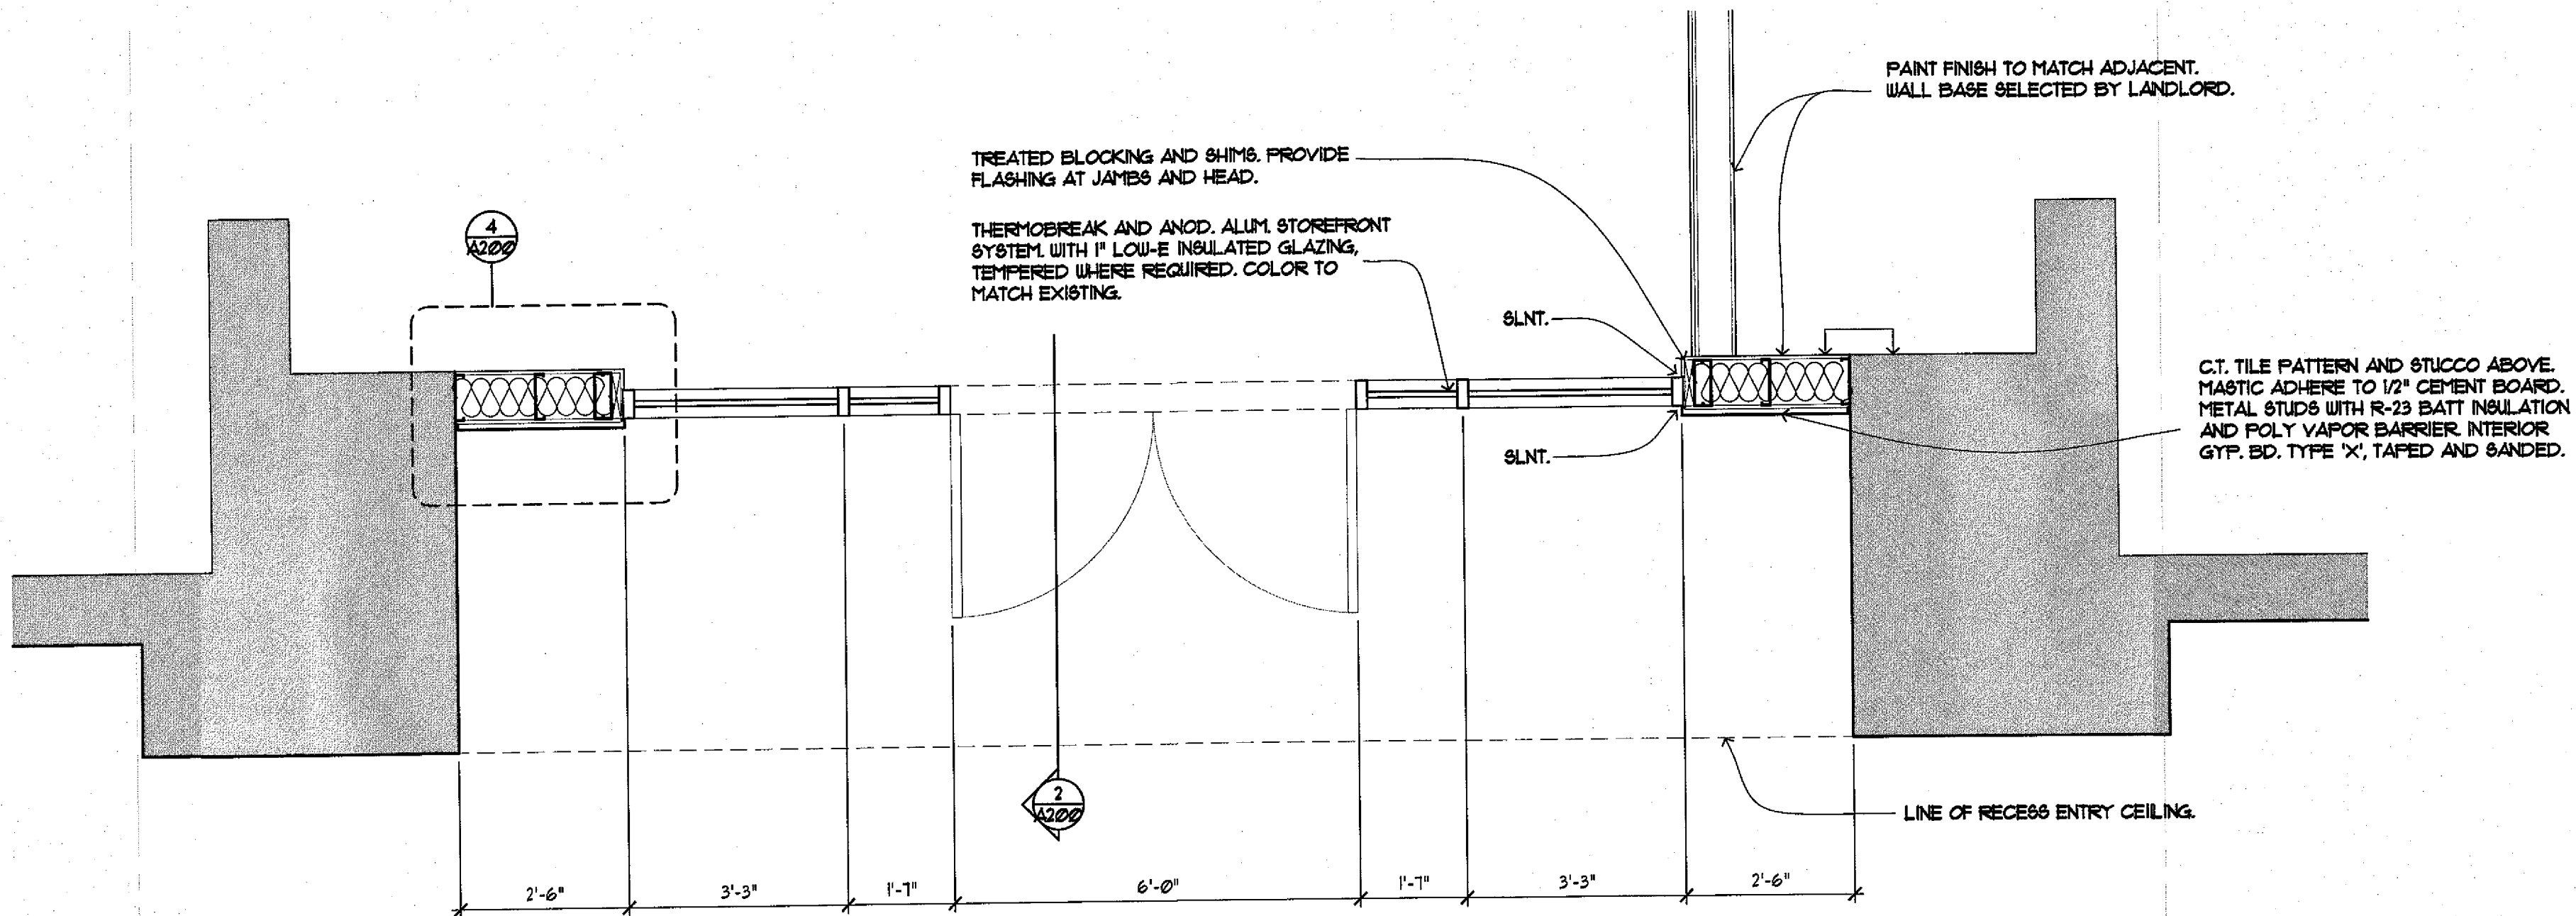 PAINT FINISH TO MATCH ADJACENT.
WALL BASE SELECTED BY LANDLORD.
TREATED BLOCKING AND SHIMS. PROVIDE
FLASHING AT JAMBS AND HEAD.
4
A200
THERMOBREAK AND ANOD. ALUM. STOREFRONT
SYSTEM. WITH 1" LOW-E INSULATED GLAZING,
TEMPERED WHERE REQUIRED. COLOR TO
MATCH EXISTING.
SLNT.
C.T. TILE PATTERN AND STUCCO ABOVE.
MASTIC ADHERE TO 1/2" CEMENT BOARD.
METAL STUDS WITH R-23 BATT INSULATION
AND POLY VAPOR BARRIER. INTERIOR
GYP. BD. TYPE 'X', TAPED AND SANDED.
SLNT.
2
A200
LINE OF RECESS ENTRY CEILING.
2'-6" 3'-3" 1'-7" 6'-0" 1'-7" 3'-3" 2'-6"